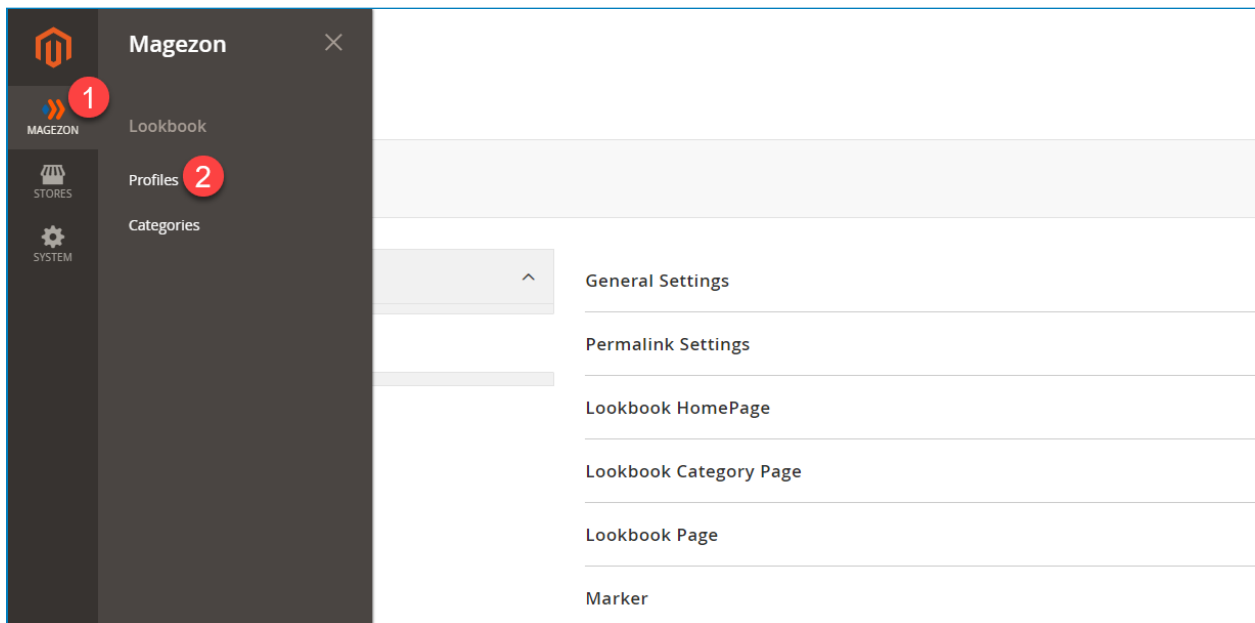 Magezon
1
MAGEZON
Lookbook
Profiles 2
STORES
Categories
SYSTEM
General Settings
Permalink Settings
Lookbook HomePage
Lookbook Category Page
Lookbook Page
Marker